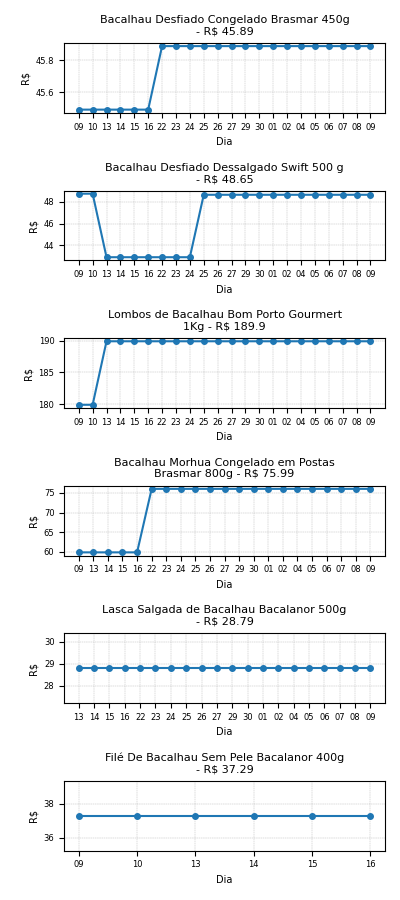 Bacalhau Desfiado Congelado Brasmar 450g
- R$ 45.89
R$
45.8
45.6
09 10 13 14 15 16 22 23 24 25 26 27 28 29 30 01 02 04 05 06 07 08 09
Dia
Bacalhau Desfiado Dessalgado Swift 500 g
- R$ 48.65
R$
48
46
44
09 10 13 14 15 16 22 23 24 25 26 27 28 29 30 01 02 04 05 06 07 08 09
Dia
Lombos de Bacalhau Bom Porto Gourmert
1Kg - R$ 189.9
R$
190
185
180
09 10 13 14 15 16 22 23 24 25 26 27 28 29 30 01 02 04 05 06 07 08 09
Dia
Bacalhau Morhua Congelado em Postas
Brasmar 800g - R$ 75.99
R$
75
70
65
60
09 13 14 15 16 22 23 24 25 26 27 28 29 30 01 02 04 05 06 07 08 09
Dia
Lasca Salgada de Bacalhau Bacalanor 500g
- R$ 28.79
R$
30
29
28
13 14 15 16 22 23 24 25 26 27 29 30 01 02 04 05 06 07 08 09
Dia
Filé De Bacalhau Sem Pele Bacalanor 400g
- R$ 37.29
R$
38
36
09 10 13 14 15 16
Dia